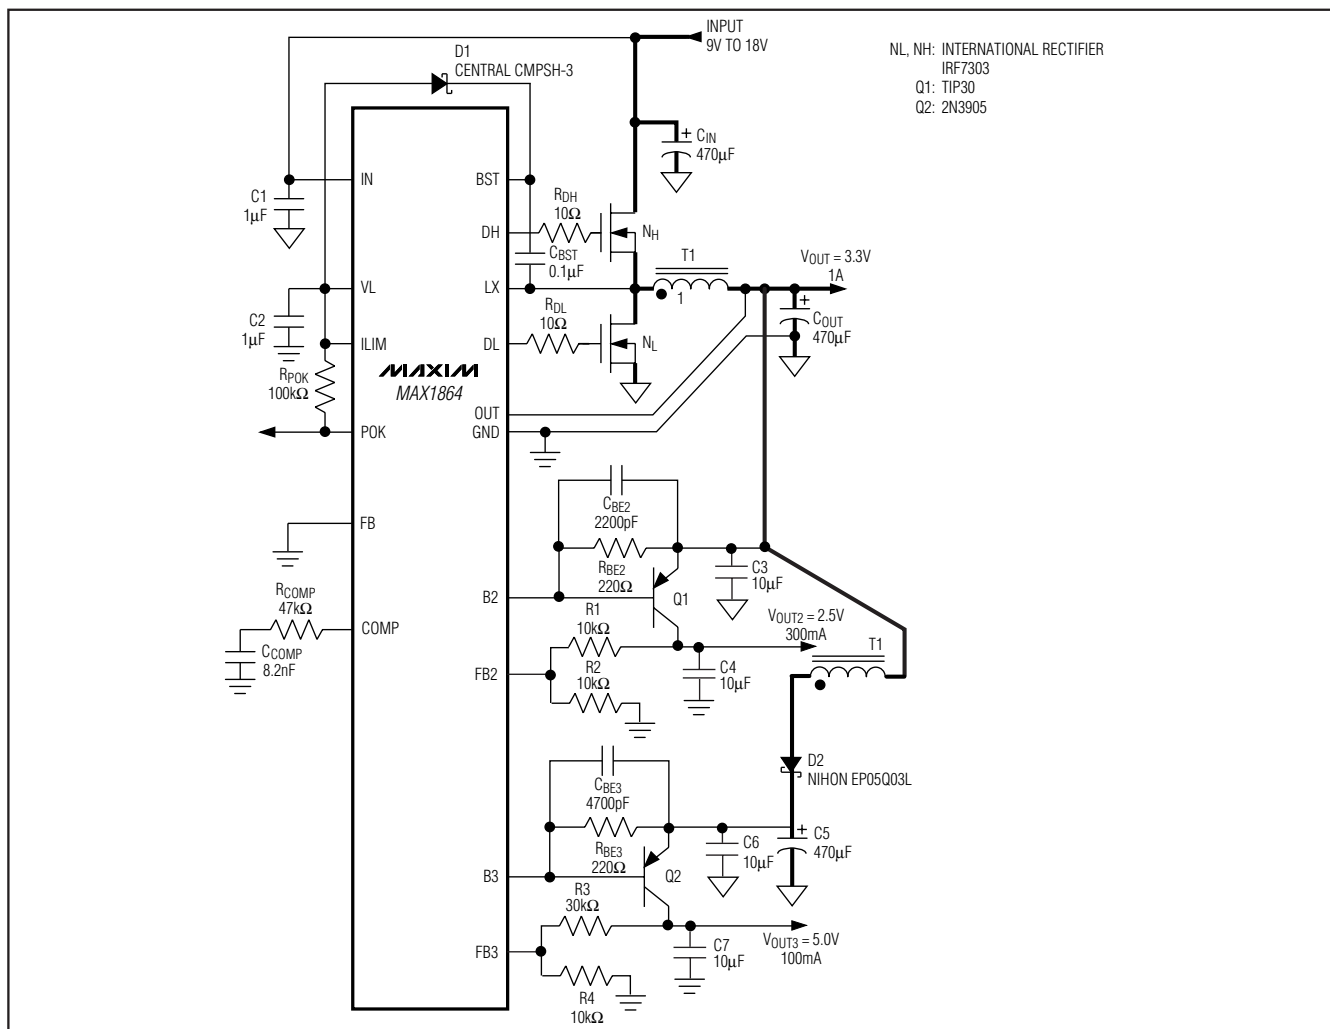 INPUT
9V TO 18V
NL, NH: INTERNATIONAL RECTIFIER
IRF7303
Q1: TIP30
Q2: 2N3905
D1
CENTRAL CMPSH-3
CIN
470µF
+
IN
BST
C1
1µF
RDH
10Ω
DH
NH
CBST
0.1µF
T1
1
VOUT = 3.3V
1A
VL
LX
+
COUT
470µF
C2
1µF
RDL
10Ω
ILIM
DL
NL
MAXIM
MAX1864
RPOK
100kΩ
OUT
GND
POK
CBE2
2200pF
FB
RBE2
220Ω
C3
10µF
RCOMP
47kΩ
B2
Q1
COMP
R1
10kΩ
VOUT2 = 2.5V
300mA
CCOMP
8.2nF
T1
R2
10kΩ
FB2
C4
10µF
D2
NIHON EP05Q03L
CBE3
4700pF
+
C5
470µF
RBE3
220Ω
C6
10µF
B3
Q2
R3
30kΩ
VOUT3 = 5.0V
100mA
FB3
C7
10µF
R4
10kΩ